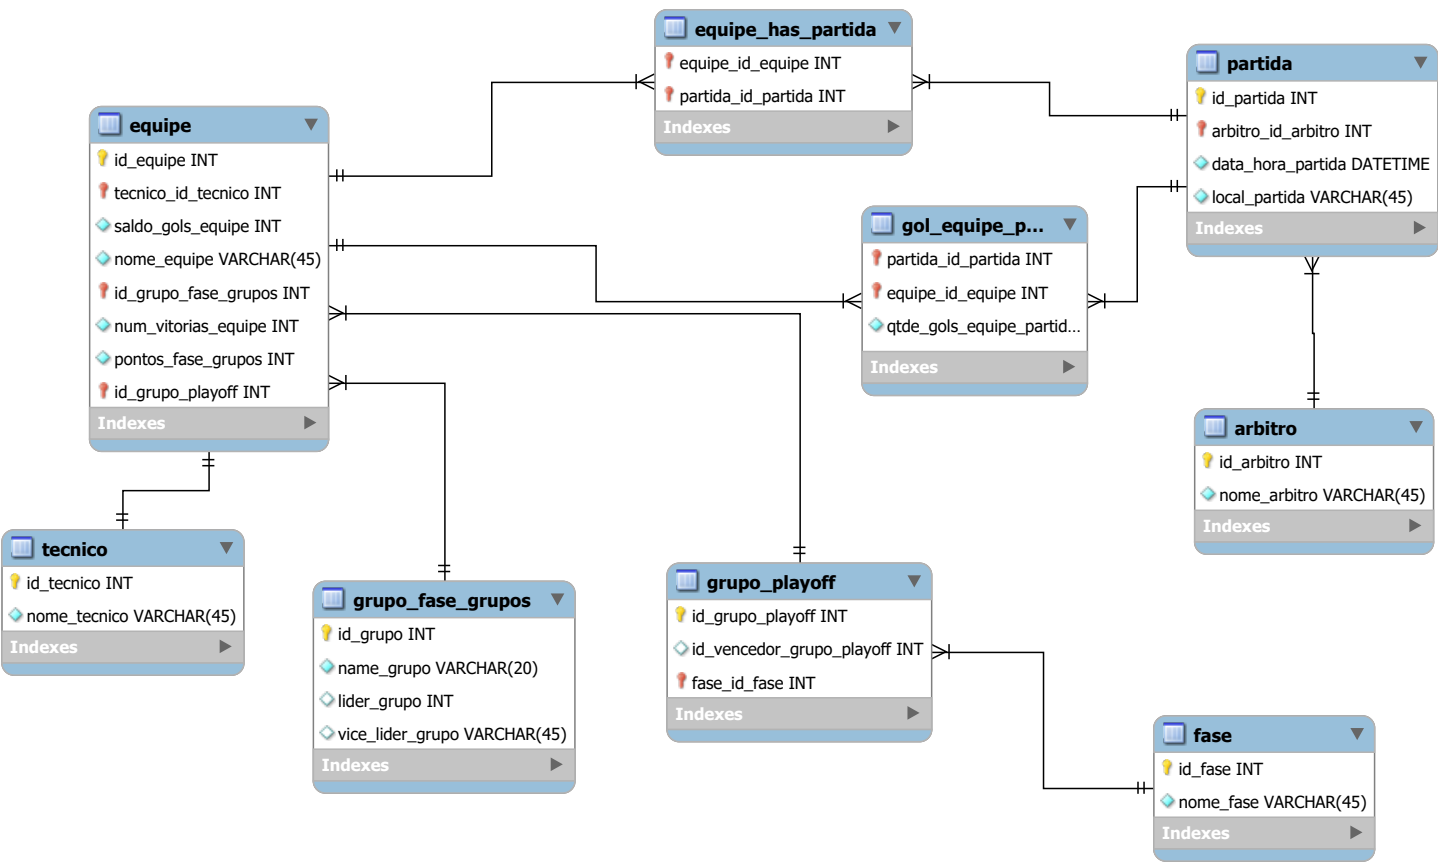 equipe_has_partida
equipe_id_equipe INT
partida_id_partida INT
Indexes
partida
id_partida INT
arbitro_id_arbitro INT
data_hora_partida DATETIME
local_partida VARCHAR(45)
Indexes
equipe
id_equipe INT
tecnico_id_tecnico INT
saldo_gols_equipe INT
nome_equipe VARCHAR(45)
id_grupo_fase_grupos INT
num_vitorias_equipe INT
pontos_fase_grupos INT
id_grupo_playoff INT
Indexes
gol_equipe_p...
partida_id_partida INT
equipe_id_equipe INT
qtde_gols_equipe_partid...
Indexes
arbitro
id_arbitro INT
nome_arbitro VARCHAR(45)
Indexes
tecnico
id_tecnico INT
nome_tecnico VARCHAR(45)
Indexes
grupo_fase_grupos
id_grupo INT
name_grupo VARCHAR(20)
lider_grupo INT
vice_lider_grupo VARCHAR(45)
Indexes
grupo_playoff
id_grupo_playoff INT
id_vencedor_grupo_playoff INT
fase_id_fase INT
Indexes
fase
id_fase INT
nome_fase VARCHAR(45)
Indexes